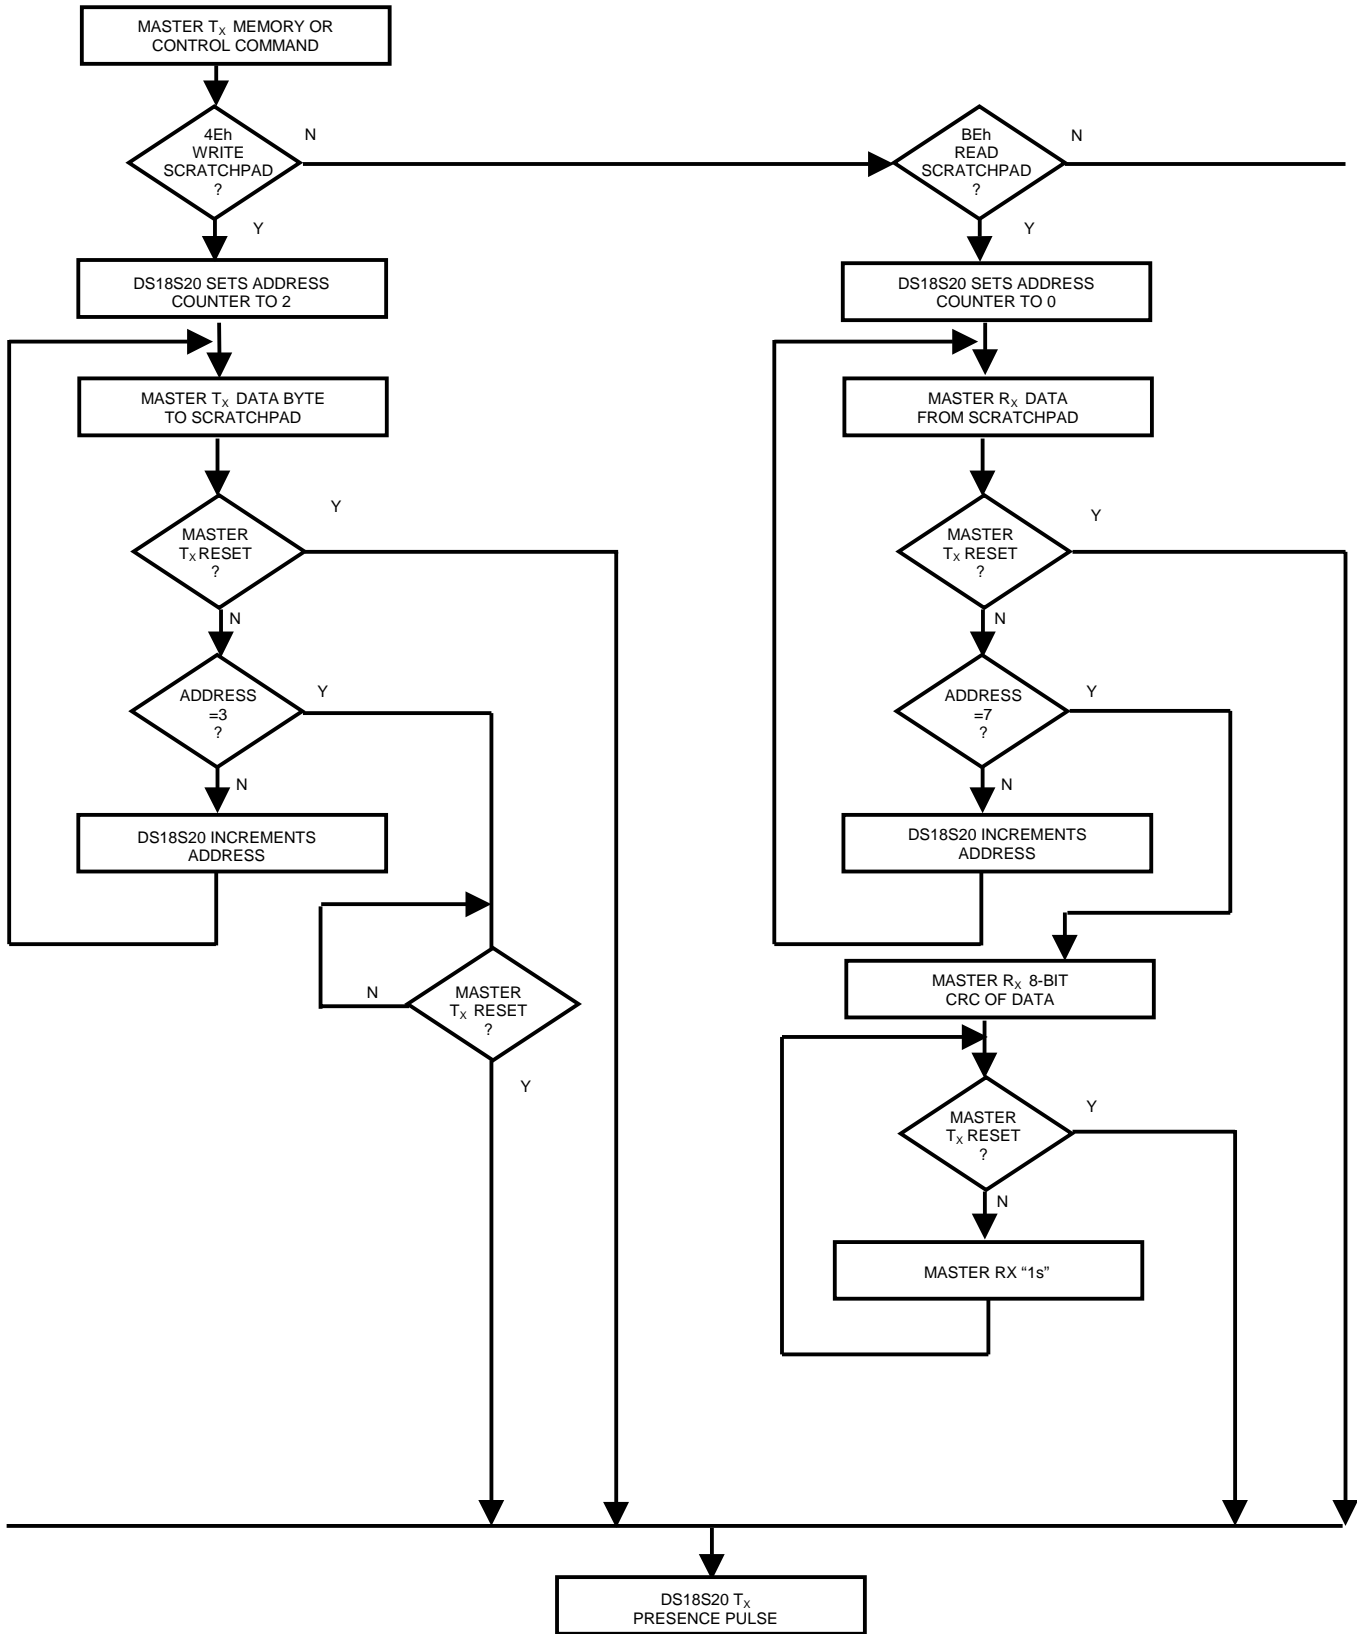 MASTER TX MEMORY OR
CONTROL COMMAND
4Eh
WRITE
SCRATCHPAD
?
N
Y
BEh
READ
SCRATCHPAD
?
N
Y
DS18S20 SETS ADDRESS
COUNTER TO 2
MASTER TX DATA BYTE
TO SCRATCHPAD
MASTER
TX RESET
?
Y
N
ADDRESS
=3
?
Y
N
DS18S20 INCREMENTS
ADDRESS
MASTER
TX RESET
?
N
Y
DS18S20 SETS ADDRESS
COUNTER TO 0
MASTER RX DATA
FROM SCRATCHPAD
MASTER
TX RESET
?
Y
N
ADDRESS
=7
?
Y
N
DS18S20 INCREMENTS
ADDRESS
MASTER RX 8-BIT
CRC OF DATA
MASTER
TX RESET
?
Y
N
MASTER RX “1s”
DS18S20 TX
PRESENCE PULSE